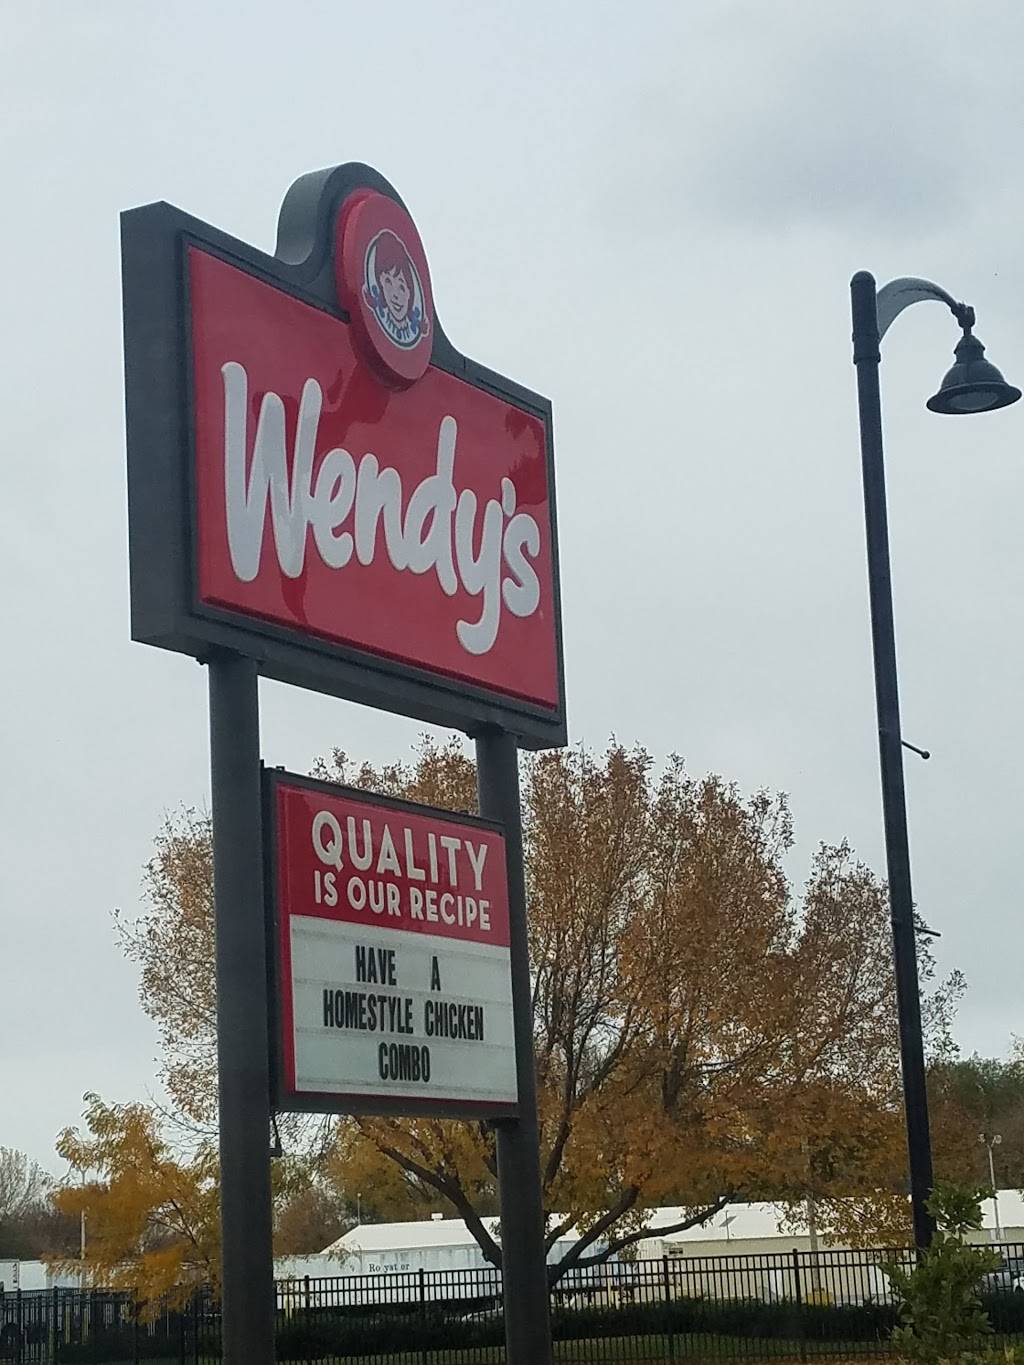 Wendy's
QUALITY
IS OUR RECIPE
HAVE A
HOMESTYLE CHICKEN
COMBO